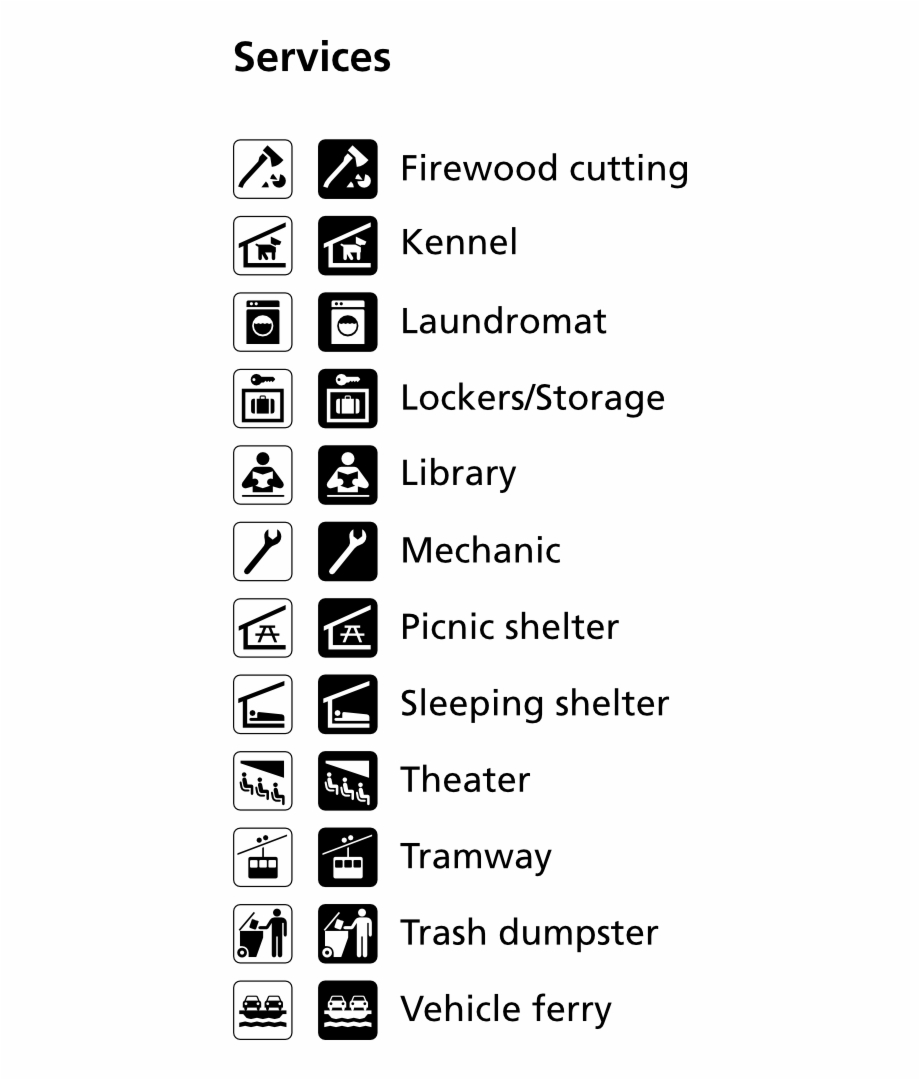 Services
Firewood cutting
Kennel
Laundromat
Lockers/Storage
Library
Mechanic
Picnic shelter
Sleeping shelter
Theater
Tramway
Trash dumpster
Vehicle ferry